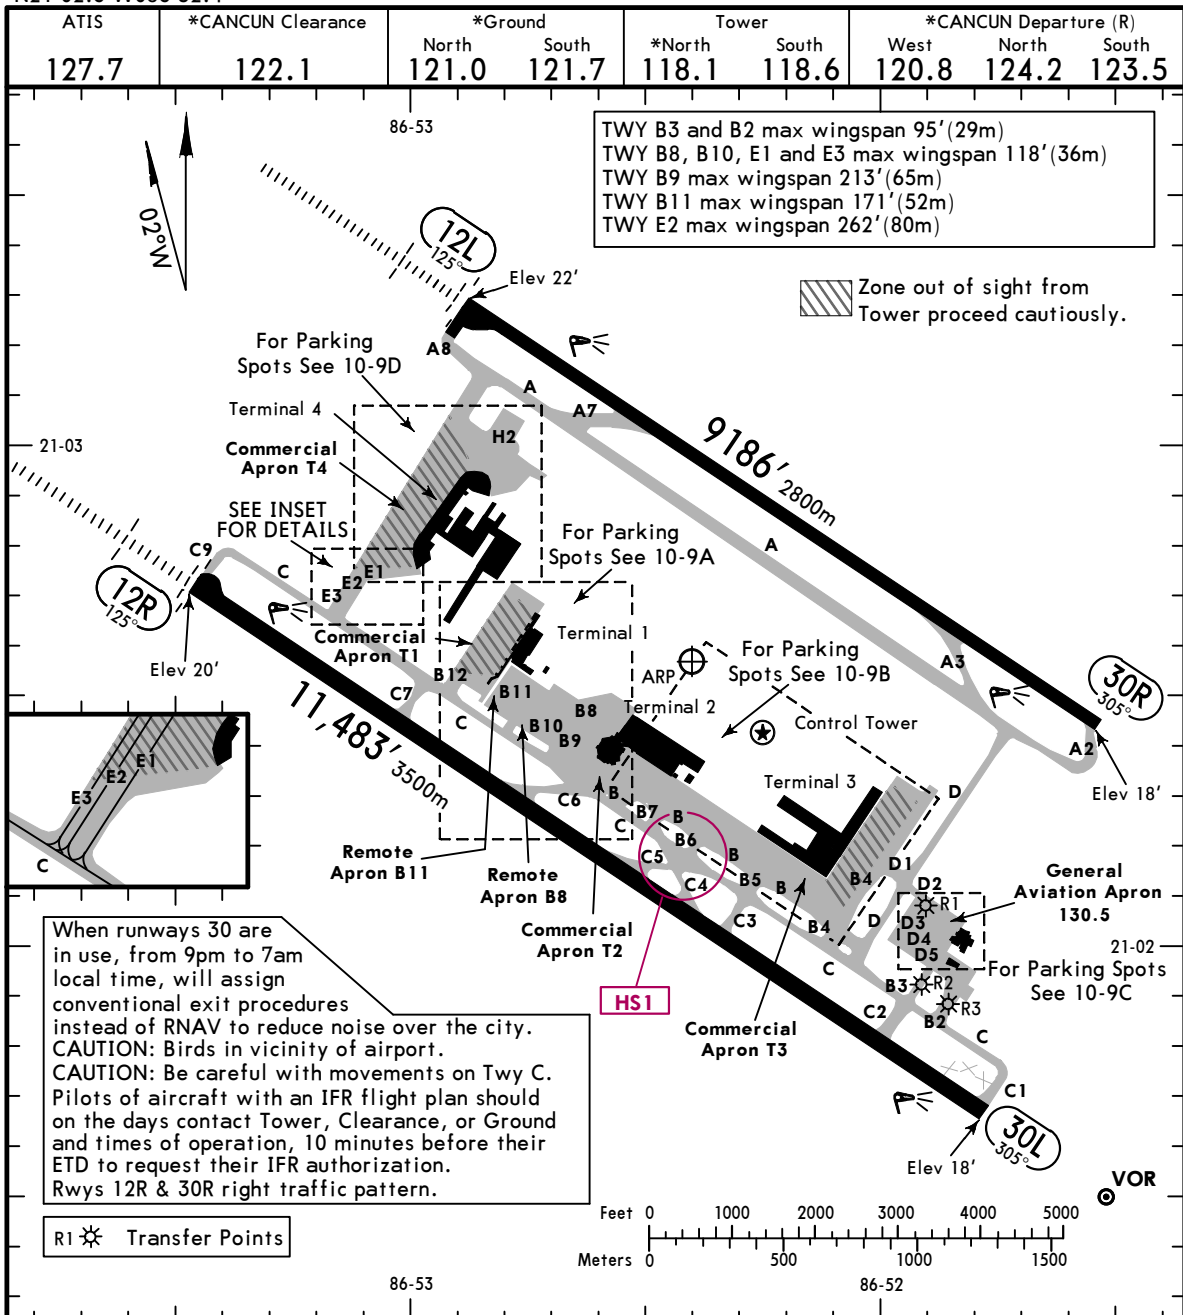 ATIS
127.7
*CANCUN Clearance
122.1
*Ground
North South
121.0 121.7
Tower
*North South
118.1 118.6
*CANCUN Departure (R)
West North South
120.8 124.2 123.5
86-53
TWY B3 and B2 max wingspan 95'(29m)
TWY B8, B10, E1 and E3 max wingspan 118'(36m)
TWY B9 max wingspan 213'(65m)
TWY B11 max wingspan 171'(52m)
TWY E2 max wingspan 262'(80m)
02°W
12L
125°
Elev 22'
Zone out of sight from
Tower proceed cautiously.
For Parking
Spots See 10-9D
A8
A
A7
Terminal 4
H2
21-03
Commercial
Apron T4
9186' 2800m
SEE INSET
FOR DETAILS
For Parking
Spots See 10-9A
A
C9
C
E1
E2
E3
12R
125°
Elev 20'
Commercial
Apron T1
Terminal 1
ARP
For Parking
Spots See 10-9B
A3
30R
305°
A2
Elev 18'
B12
B11
C7
C
B10
B8
B9
Terminal 2
Control Tower
11,483' 3500m
Terminal 3
C6
B
B7
B
C
B6
B
C5
C4
B5
B
C3
B4
B4
D
D1
D2
R1
D3
D4
D5
D
General
Aviation Apron
130.5
21-02
For Parking Spots
See 10-9C
E1
E2
E3
C
Remote
Apron B11
Remote
Apron B8
Commercial
Apron T2
HS1
Commercial
Apron T3
C
B3
R2
R3
B2
C2
C
C1
30L
305°
Elev 18'
VOR
When runways 30 are
in use, from 9pm to 7am
local time, will assign
conventional exit procedures
instead of RNAV to reduce noise over the city.
CAUTION: Birds in vicinity of airport.
CAUTION: Be careful with movements on Twy C.
Pilots of aircraft with an IFR flight plan should
on the days contact Tower, Clearance, or Ground
and times of operation, 10 minutes before their
ETD to request their IFR authorization.
Rwys 12R & 30R right traffic pattern.
R1 Transfer Points
Feet 0 1000 2000 3000 4000 5000
Meters 0 500 1000 1500
86-53
86-52